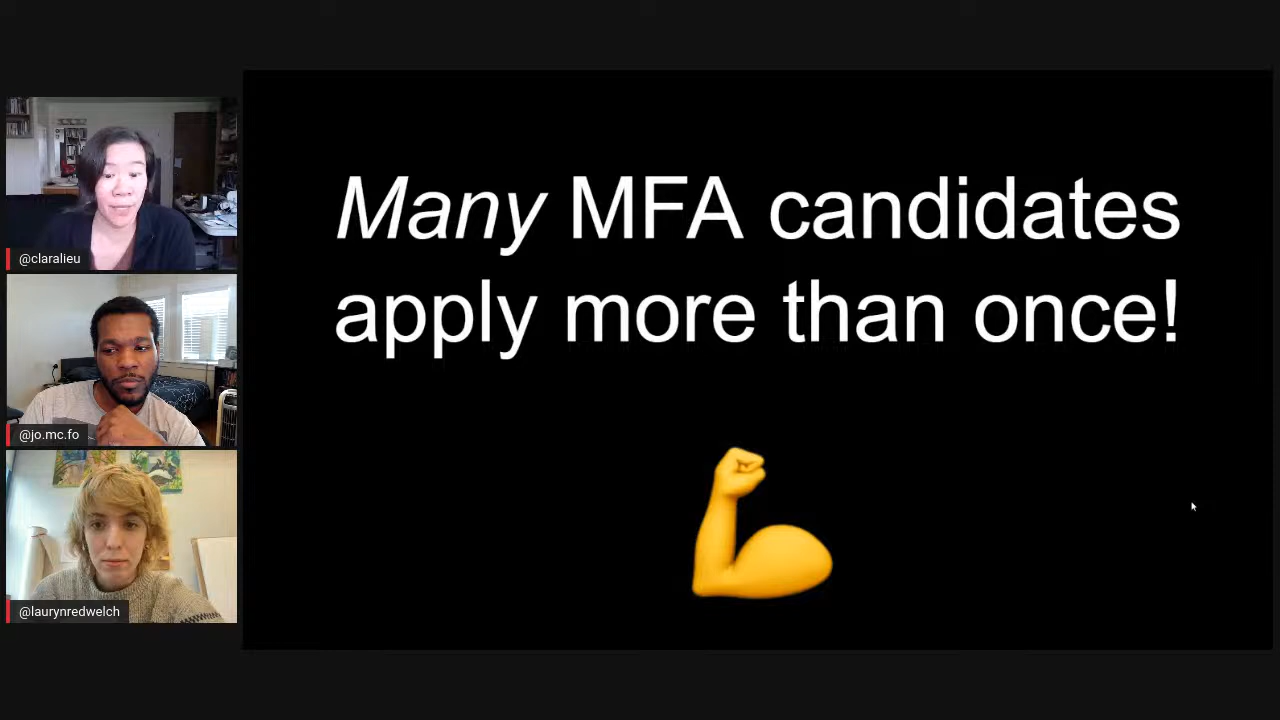 @claralieu
@jo.mc.fo
@laurynredwelch
Many MFA candidates
apply more than once!